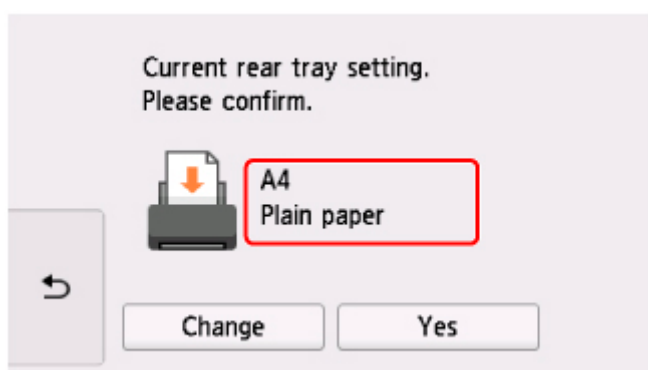 Current rear tray setting.
Please confirm.
A4
Plain paper
Change
Yes